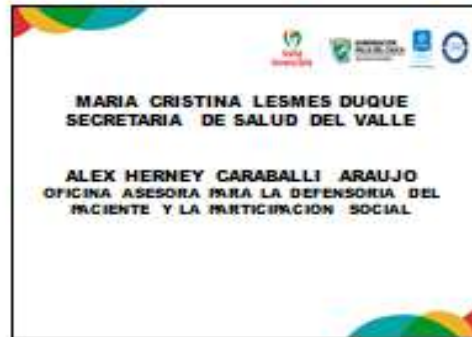 MARIA CRISTINA LESMES DUQUE
SECRETARIA DE SALUD DEL VALLE
ALEX HERNEY CARABALLI ARAUJO
OFICINA ASESORA PARA LA DEFENSORIA DEL
PACIENTE Y LA PARTICIPACION SOCIAL